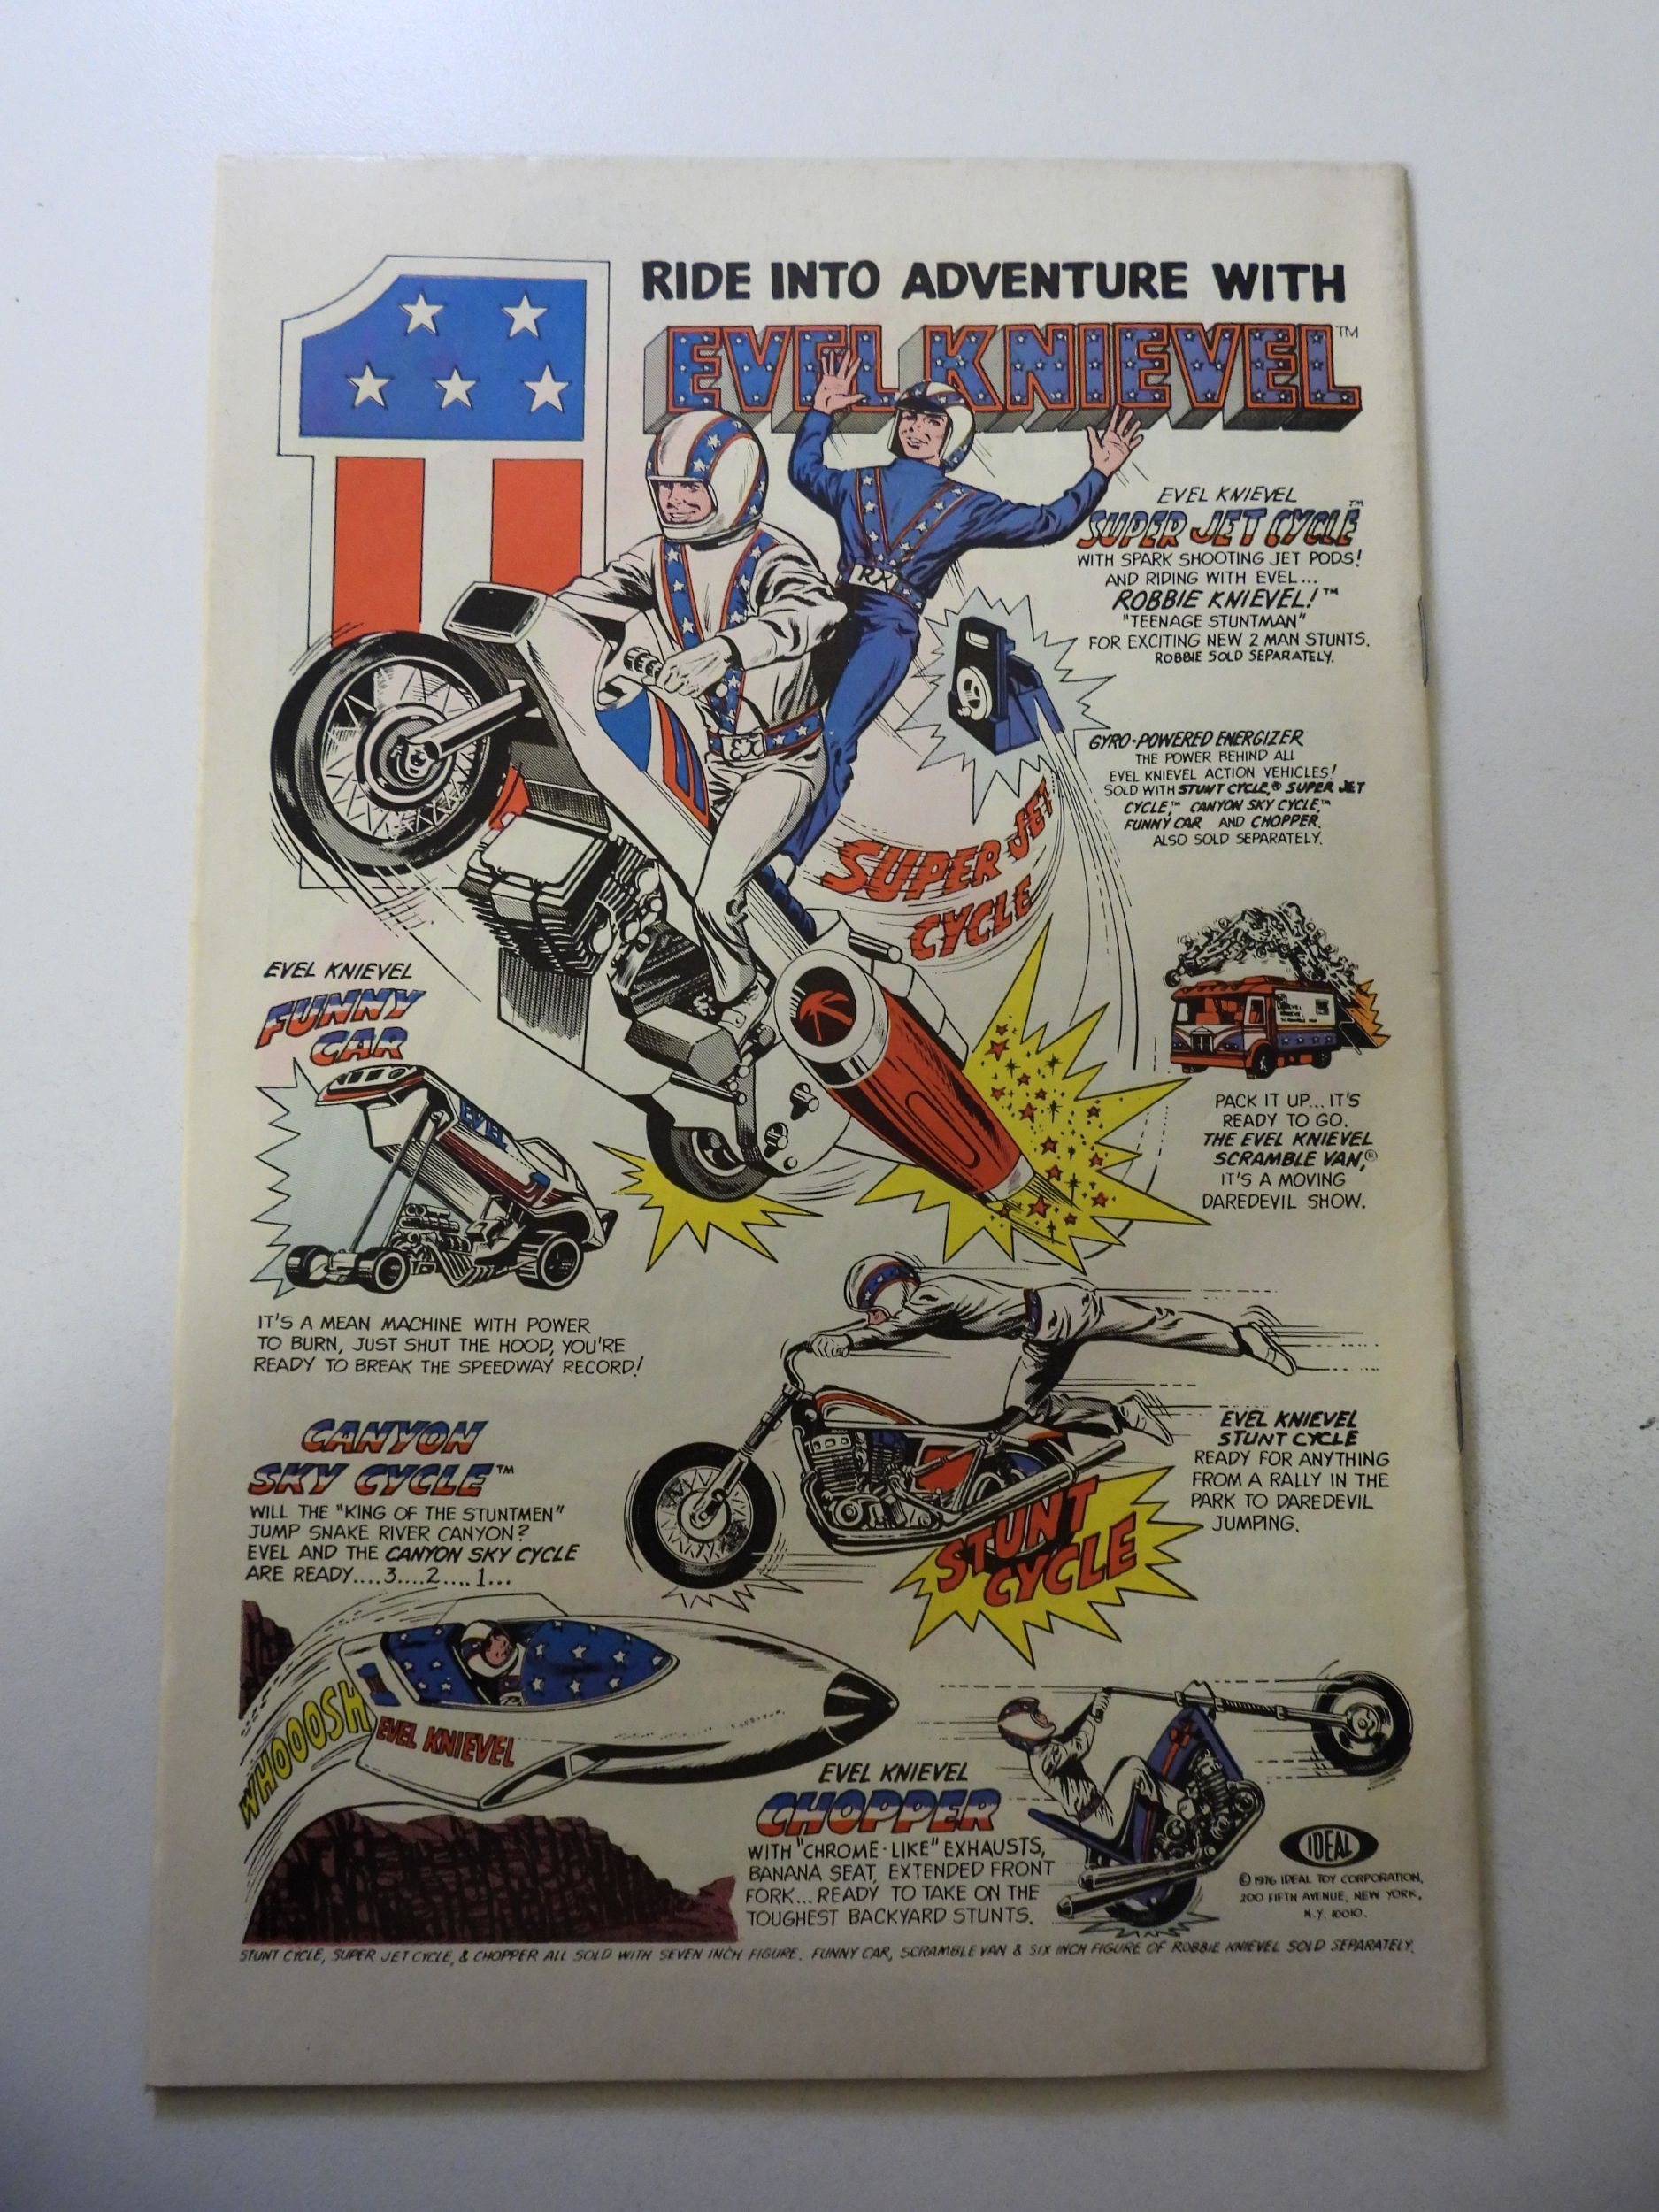 RIDE INTO ADVENTURE WITH
EVEL KNIEVEL™
EVEL KNIEVEL
SUPER JET CYCLE™
WITH SPARK SHOOTING JET PODS!
AND RIDING WITH EVEL...
ROBBIE KNIEVEL!™
"TEENAGE STUNTMAN"
FOR EXCITING NEW 2 MAN STUNTS.
ROBBIE SOLD SEPARATELY.
RX
EK
GYRO-POWERED ENERGIZER
THE POWER BEHIND ALL
EVEL KNIEVEL ACTION VEHICLES!
SOLD WITH STUNT CYCLE,® SUPER JET
CYCLE,™ CANYON SKY CYCLE™
FUNNY CAR AND CHOPPER.
ALSO SOLD SEPARATELY.
SUPER JET
CYCLE
EVEL KNIEVEL
FUNNY
CAR
EVEL
IT'S A MEAN MACHINE WITH POWER
TO BURN, JUST SHUT THE HOOD, YOU'RE
READY TO BREAK THE SPEEDWAY RECORD!
PACK IT UP... IT'S
READY TO GO.
THE EVEL KNIEVEL
SCRAMBLE VAN,®
IT'S A MOVING
DAREDEVIL SHOW.
CANYON
SKY CYCLE™
WILL THE "KING OF THE STUNTMEN"
JUMP SNAKE RIVER CANYON?
EVEL AND THE CANYON SKY CYCLE
ARE READY....3....2....1...
EVEL KNIEVEL
STUNT CYCLE
READY FOR ANYTHING
FROM A RALLY IN THE
PARK TO DAREDEVIL
JUMPING.
STUNT
CYCLE
WHOOOSH
EVEL KNIEVEL
EVEL KNIEVEL
CHOPPER
WITH "CHROME-LIKE" EXHAUSTS,
BANANA SEAT, EXTENDED FRONT
FORK... READY TO TAKE ON THE
TOUGHEST BACKYARD STUNTS.
IDEAL
© 1976 IDEAL TOY CORPORATION,
200 FIFTH AVENUE, NEW YORK,
N.Y. 10010.
STUNT CYCLE, SUPER JET CYCLE, & CHOPPER ALL SOLD WITH SEVEN INCH FIGURE. FUNNY CAR, SCRAMBLE VAN & SIX INCH FIGURE OF ROBBIE KNIEVEL SOLD SEPARATELY.